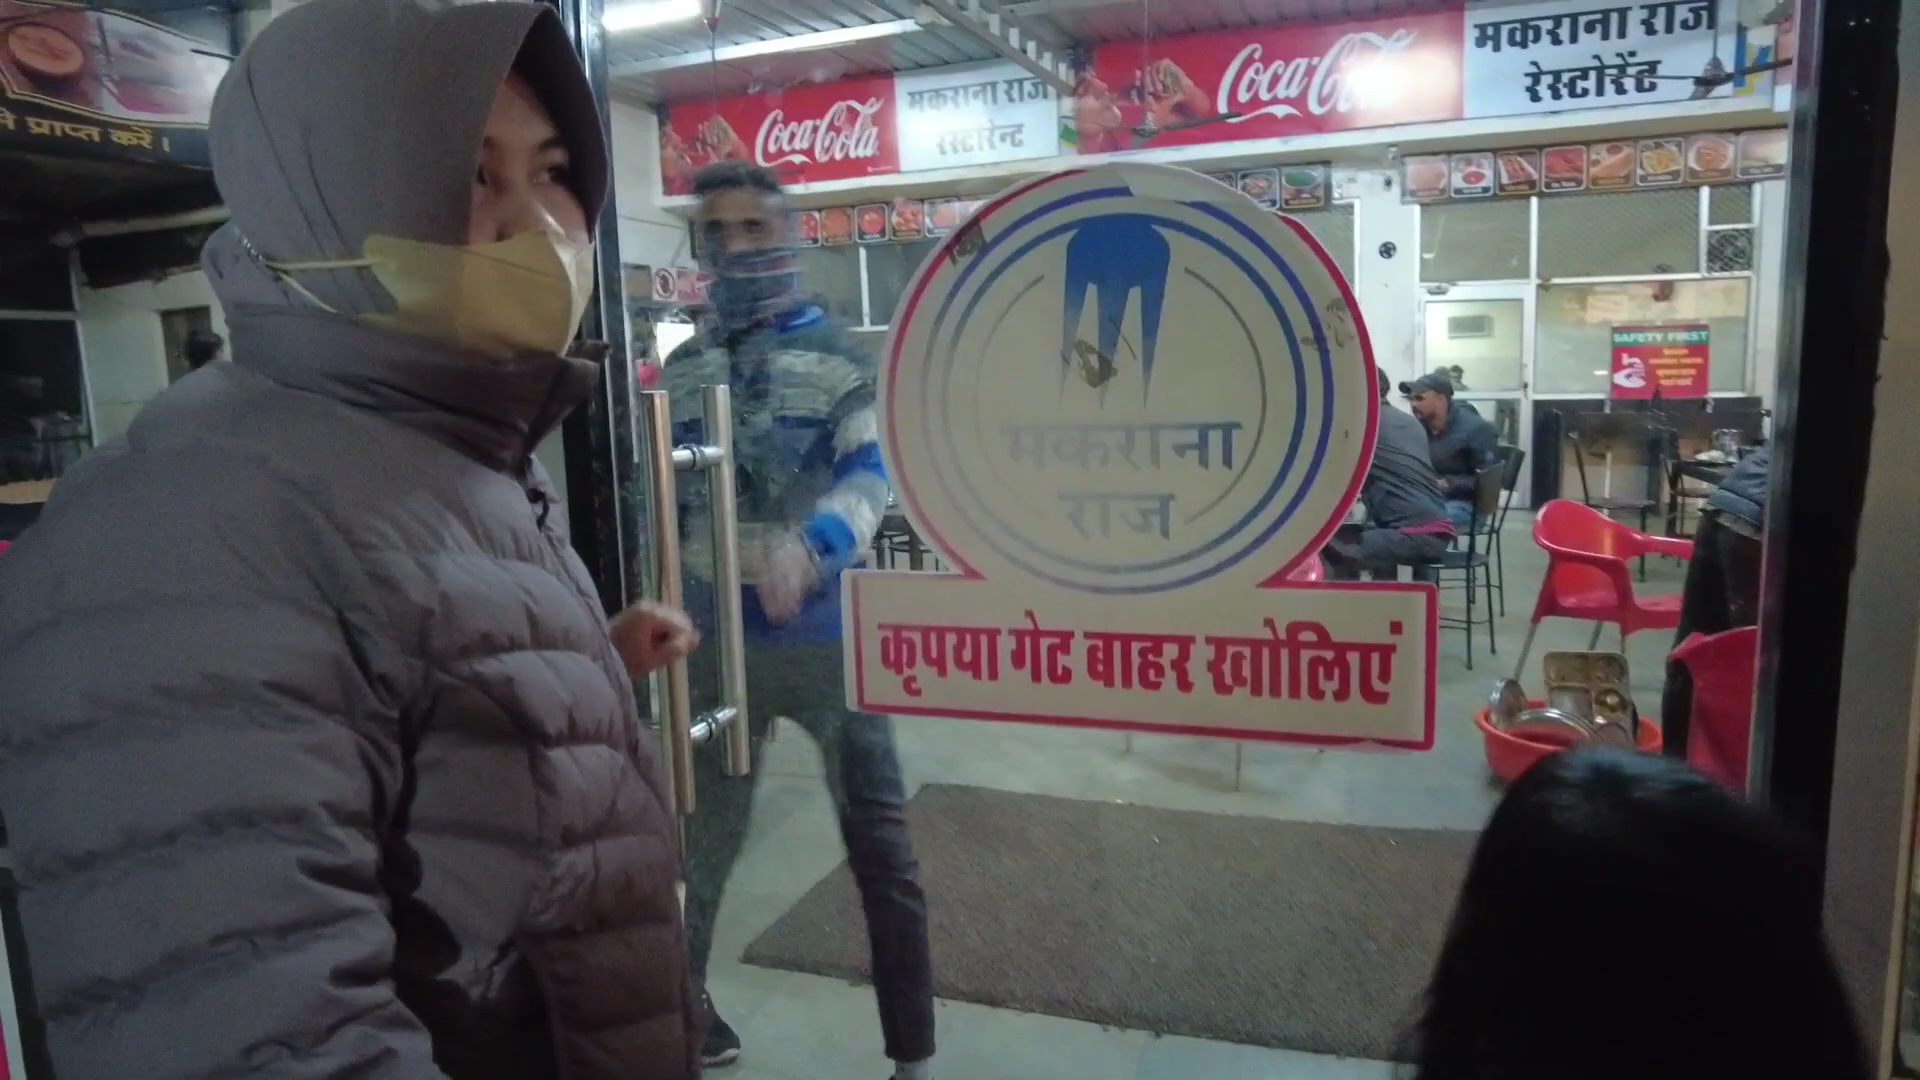 Coca-Cola
मकराना राज
रेस्टोरेन्ट
Coca-Cola
मकराना राज
रेस्टोरेंट
प्राप्त करें।
SAFETY FIRST
मकराना
राज
कृपया गेट बाहर खोलिएं